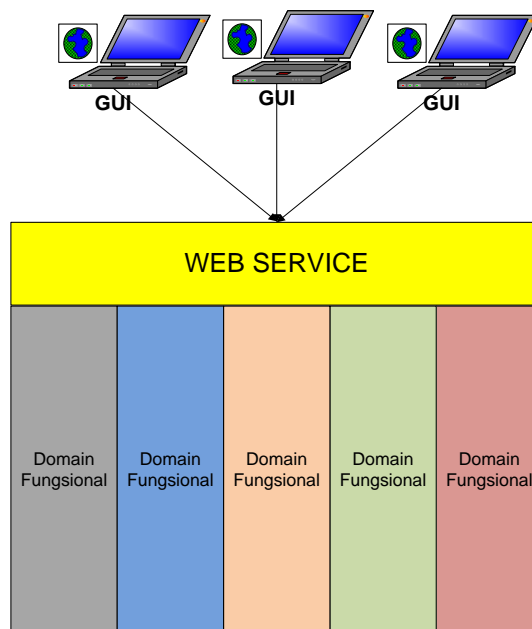 GUI
GUI
GUI
WEB SERVICE
Domain
Fungsional
Domain
Fungsional
Domain
Fungsional
Domain
Fungsional
Domain
Fungsional